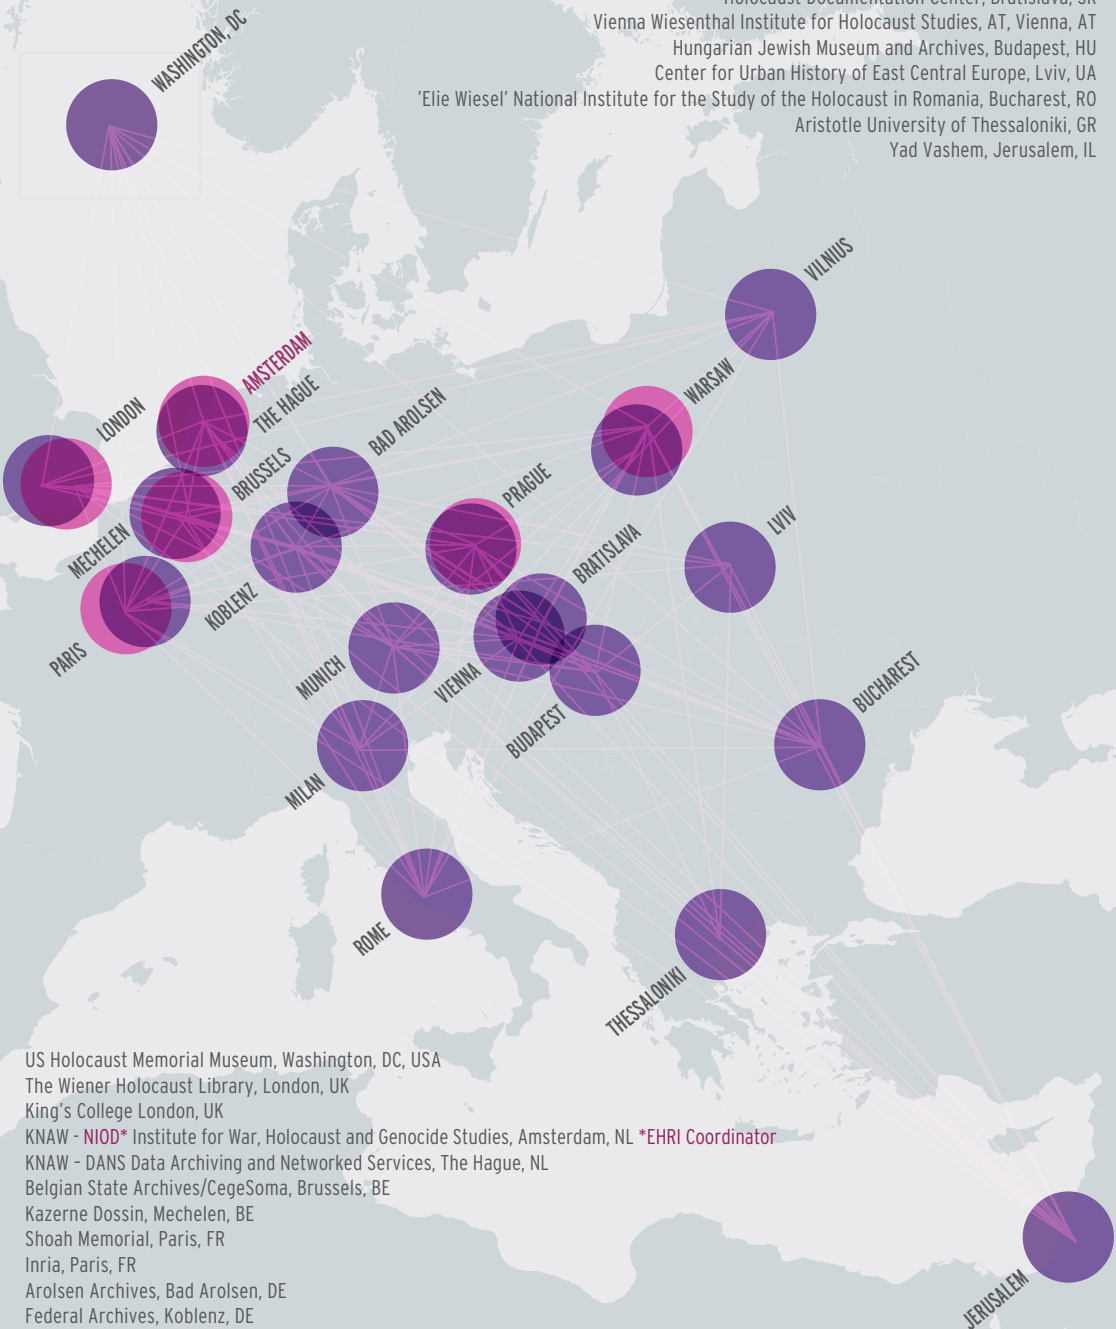 Holocaust Documentation Center, Bratislava, SK
Vienna Wiesenthal Institute for Holocaust Studies, AT, Vienna, AT
Hungarian Jewish Museum and Archives, Budapest, HU
Center for Urban History of East Central Europe, Lviv, UA
'Elie Wiesel' National Institute for the Study of the Holocaust in Romania, Bucharest, RO
Aristotle University of Thessaloniki, GR
Yad Vashem, Jerusalem, IL
WASHINGTON, DC
VILNIUS
AMSTERDAM
THE HAGUE
WARSAW
LONDON
BAD AROLSEN
BRUSSELS
PRAGUE
LVIV
MECHELEN
BRATISLAVA
KOBLENZ
PARIS
MUNICH
VIENNA
BUCHAREST
BUDAPEST
MILAN
ROME
THESSALONIKI
US Holocaust Memorial Museum, Washington, DC, USA
The Wiener Holocaust Library, London, UK
King's College London, UK
KNAW - NIOD* Institute for War, Holocaust and Genocide Studies, Amsterdam, NL *EHRI Coordinator
KNAW - DANS Data Archiving and Networked Services, The Hague, NL
Belgian State Archives/CegeSoma, Brussels, BE
Kazerne Dossin, Mechelen, BE
Shoah Memorial, Paris, FR
Inria, Paris, FR
Arolsen Archives, Bad Arolsen, DE
Federal Archives, Koblenz, DE
JERUSALEM